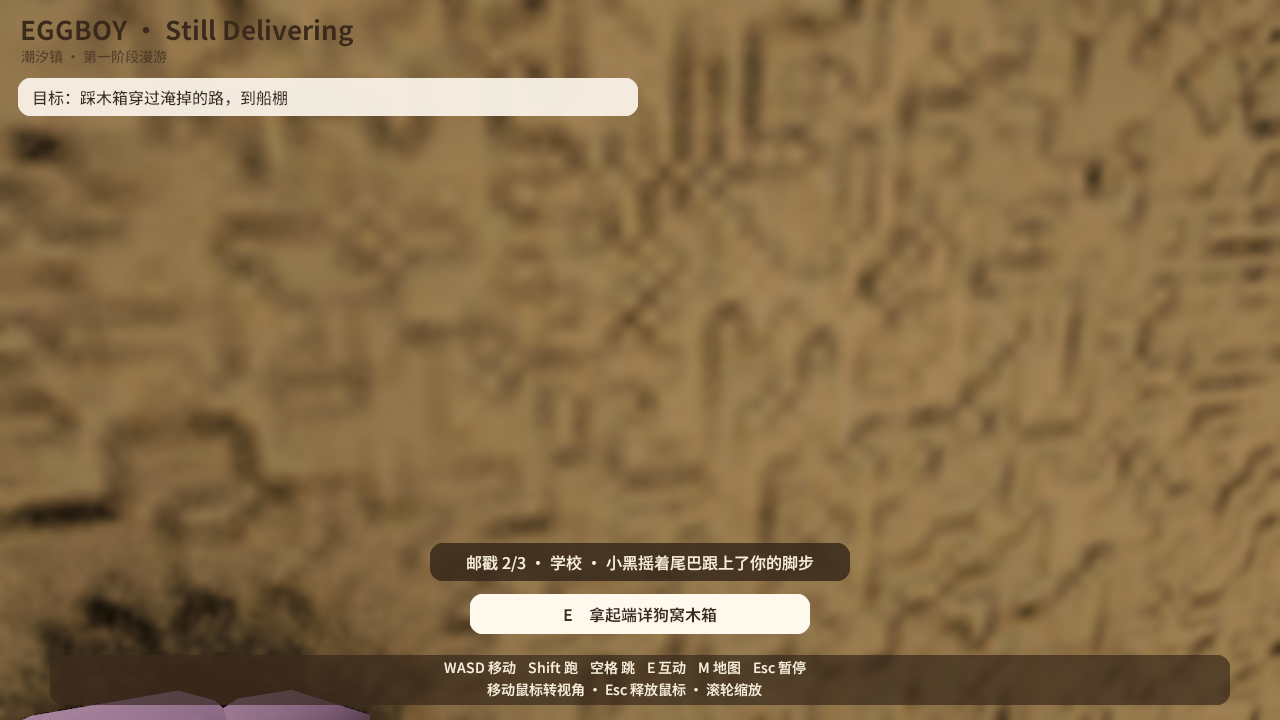 EGGBOY · Still Delivering
潮汐镇 · 第一阶段漫游
目标：踩木箱穿过淹掉的路，到船棚
邮戳 2/3 · 学校 · 小黑摇着尾巴跟上了你的脚步
E 拿起端详狗窝木箱
WASD 移动 Shift 跑 空格 跳 E 互动 M 地图 Esc 暂停
移动鼠标转视角 · Esc 释放鼠标 · 滚轮缩放